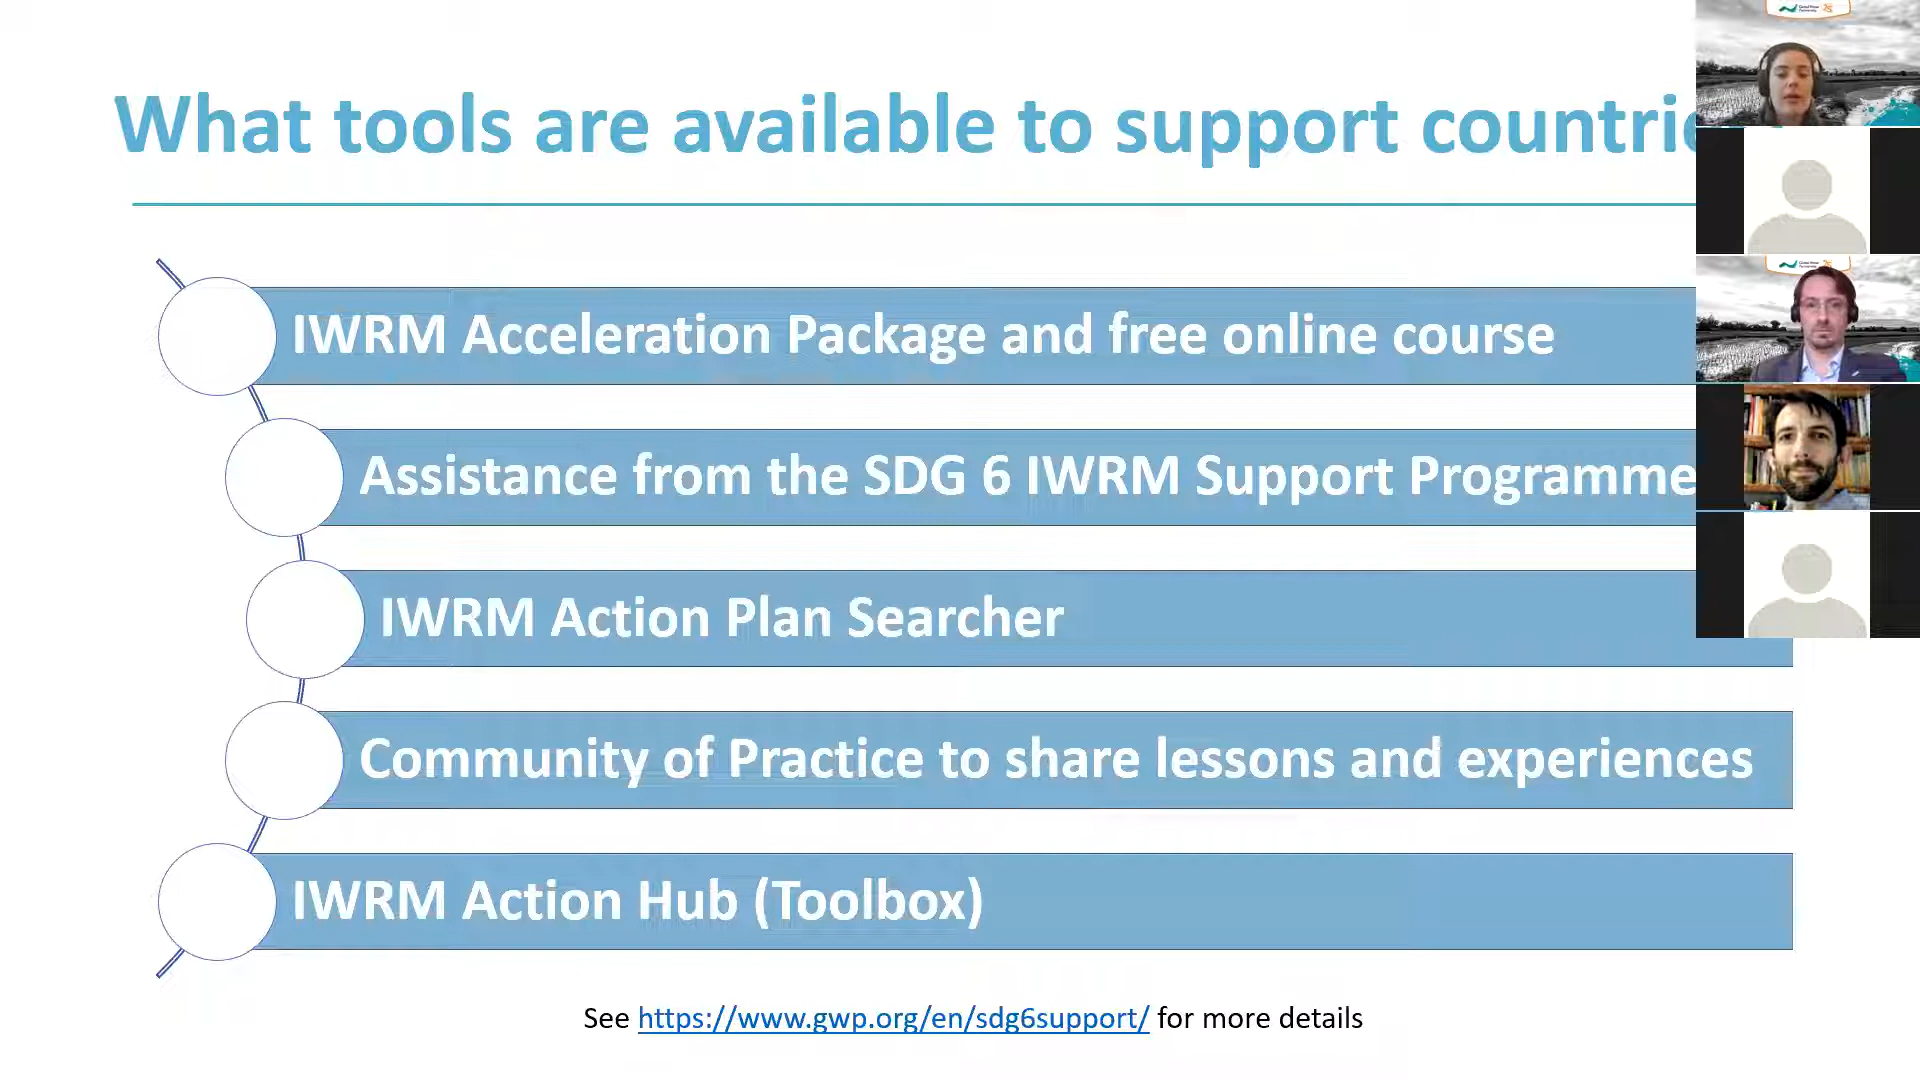 What tools are available to support countrie
IWRM Acceleration Package and free online course
Assistance from the SDG 6 IWRM Support Programme
IWRM Action Plan Searcher
Community of Practice to share lessons and experiences
IWRM Action Hub (Toolbox)
See https://www.gwp.org/en/sdg6support/ for more details